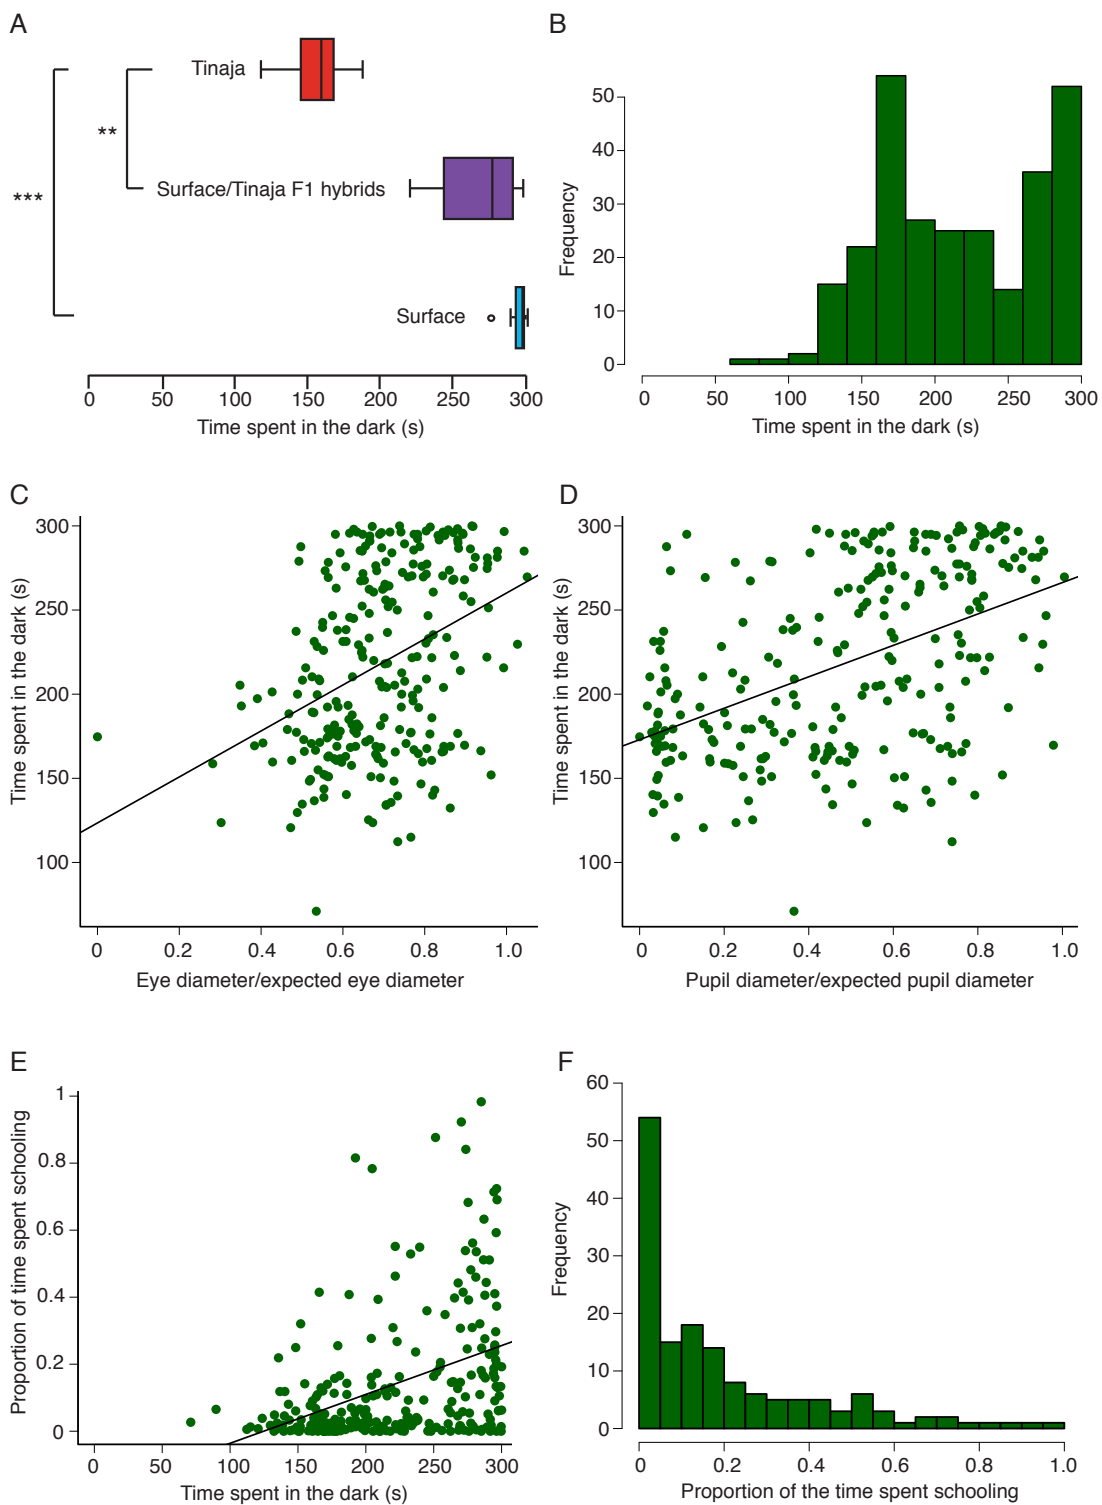 A
Tinaja
**
***
Surface/Tinaja F1 hybrids
Surface
0 50 100 150 200 250 300
Time spent in the dark (s)
B
50
40
30
20
10
0
Frequency
0 50 100 150 200 250 300
Time spent in the dark (s)
C
300
250
200
150
100
Time spent in the dark (s)
0 0.2 0.4 0.6 0.8 1.0
Eye diameter/expected eye diameter
D
300
250
200
150
100
Time spent in the dark (s)
0 0.2 0.4 0.6 0.8 1.0
Pupil diameter/expected pupil diameter
E
1
0.8
0.6
0.4
0.2
0
Proportion of time spent schooling
0 50 100 150 200 250 300
Time spent in the dark (s)
F
60
50
40
30
20
10
0
Frequency
0 0.2 0.4 0.6 0.8 1.0
Proportion of the time spent schooling